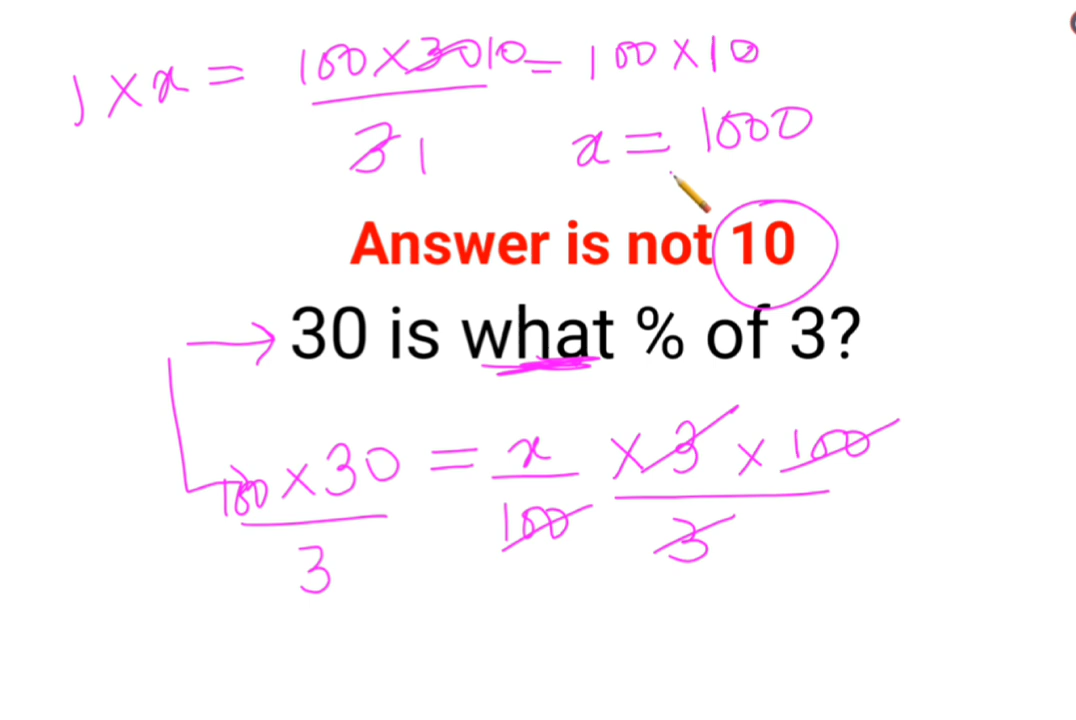 1 × x = 100 × 30 10 = 100 × 10
3 1 x = 1000
Answer is not 10
30 is what % of 3?
100 × 30 = x × 3 × 100
3 100 3